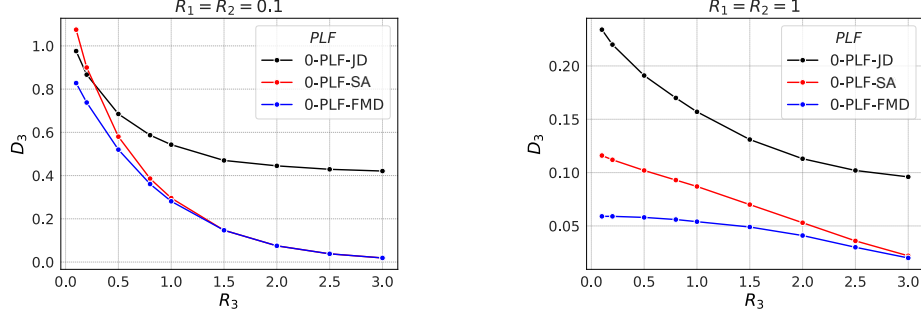 R₁ = R₂ = 0.1
D₃
1.0
0.8
0.6
0.4
0.2
0.0
PLF
0-PLF-JD
0-PLF-SA
0-PLF-FMD
0.0 0.5 1.0 1.5 2.0 2.5 3.0
R₃
R₁ = R₂ = 1
D₃
0.20
0.15
0.10
0.05
PLF
0-PLF-JD
0-PLF-SA
0-PLF-FMD
0.0 0.5 1.0 1.5 2.0 2.5 3.0
R₃